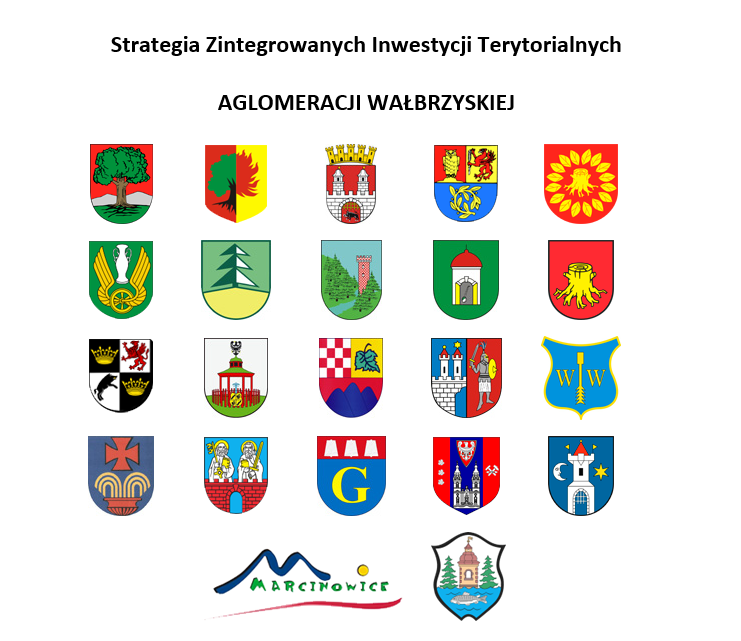 Strategia Zintegrowanych Inwestycji Terytorialnych
AGLOMERACJI WAŁBRZYSKIEJ
W W
G
MARCINOWICE